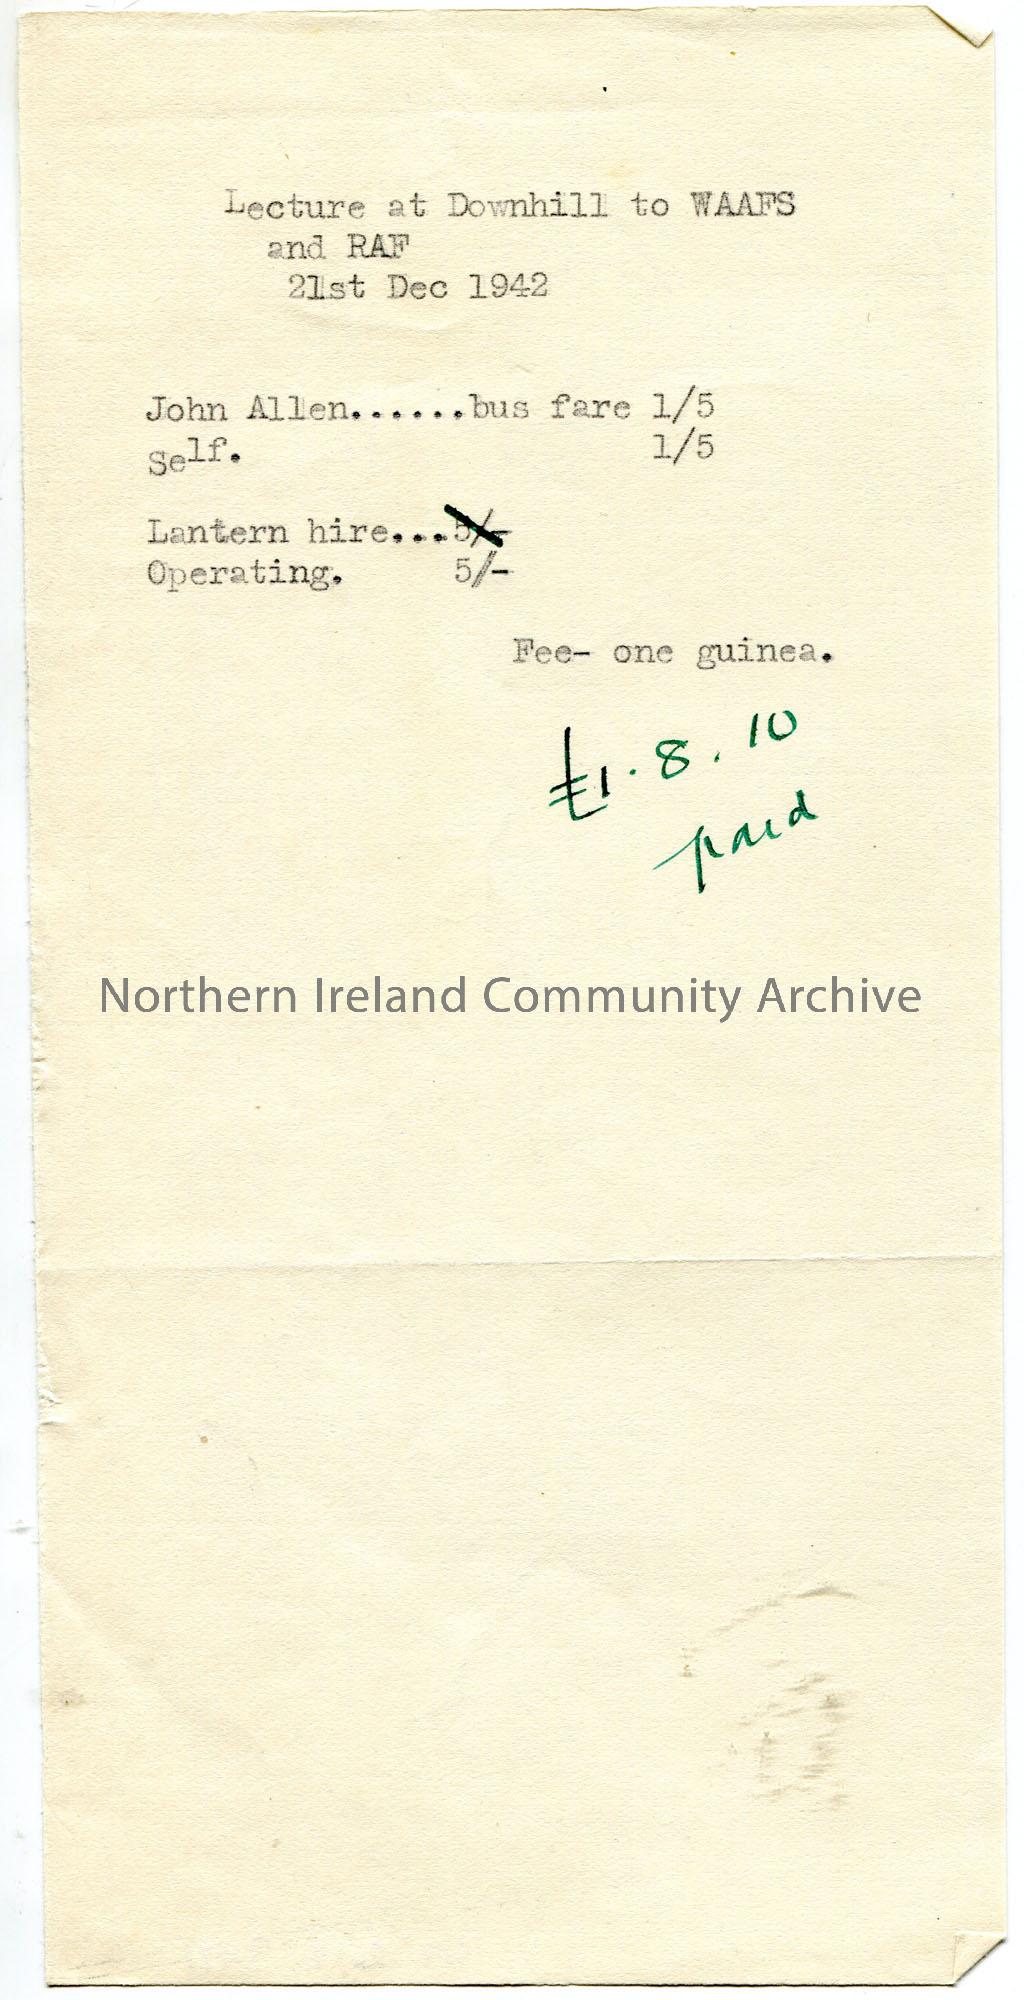 Lecture at Downhill to WAAFS
and RAF
21st Dec 1942
John Allen......bus fare 1/5
Self. 1/5
Lantern hire...5/-
Operating. 5/-
Fee- one guinea.
£1.8.10
paid
Northern Ireland Community Archive